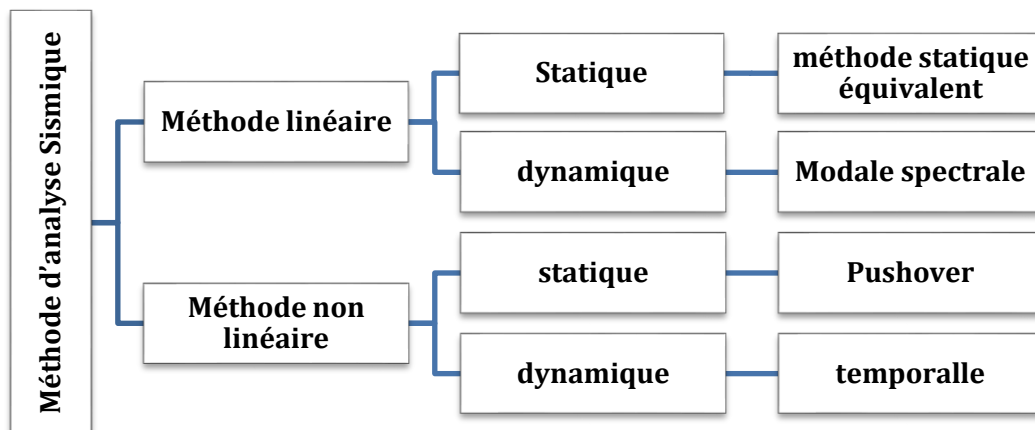 Méthode d'analyse Sismique
Méthode linéaire
Statique
méthode statique
équivalent
dynamique
Modale spectrale
Méthode non
linéaire
statique
Pushover
dynamique
temporalle